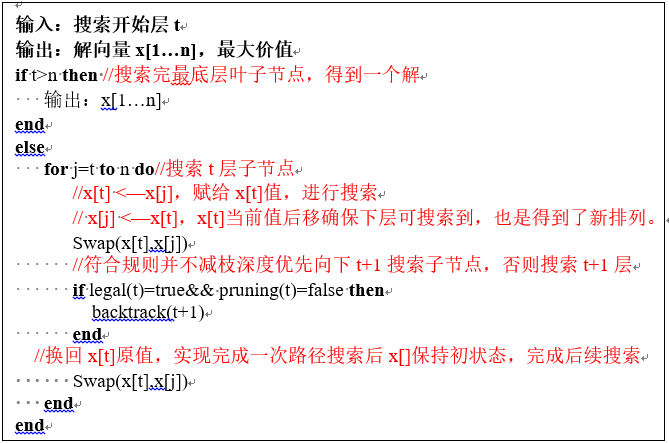 输入：搜索开始层 t
输出：解向量 x[1…n]，最大价值
if t>n then //搜索完最底层叶子节点，得到一个解
输出：x[1…n]
end
else
for j=t to n do//搜索 t 层子节点
//x[t] <—x[j]，赋给 x[t]值，进行搜索
// x[j] <—x[t]，x[t]当前值后移确保下层可搜索到，也是得到了新排列。
Swap(x[t],x[j])
//符合规则并不减枝深度优先向下 t+1 搜索子节点，否则搜索 t+1 层
if legal(t)=true&& pruning(t)=false then
backtrack(t+1)
end
//换回 x[t]原值，实现完成一次路径搜索后 x[]保持初状态，完成后续搜索
Swap(x[t],x[j])
end
end